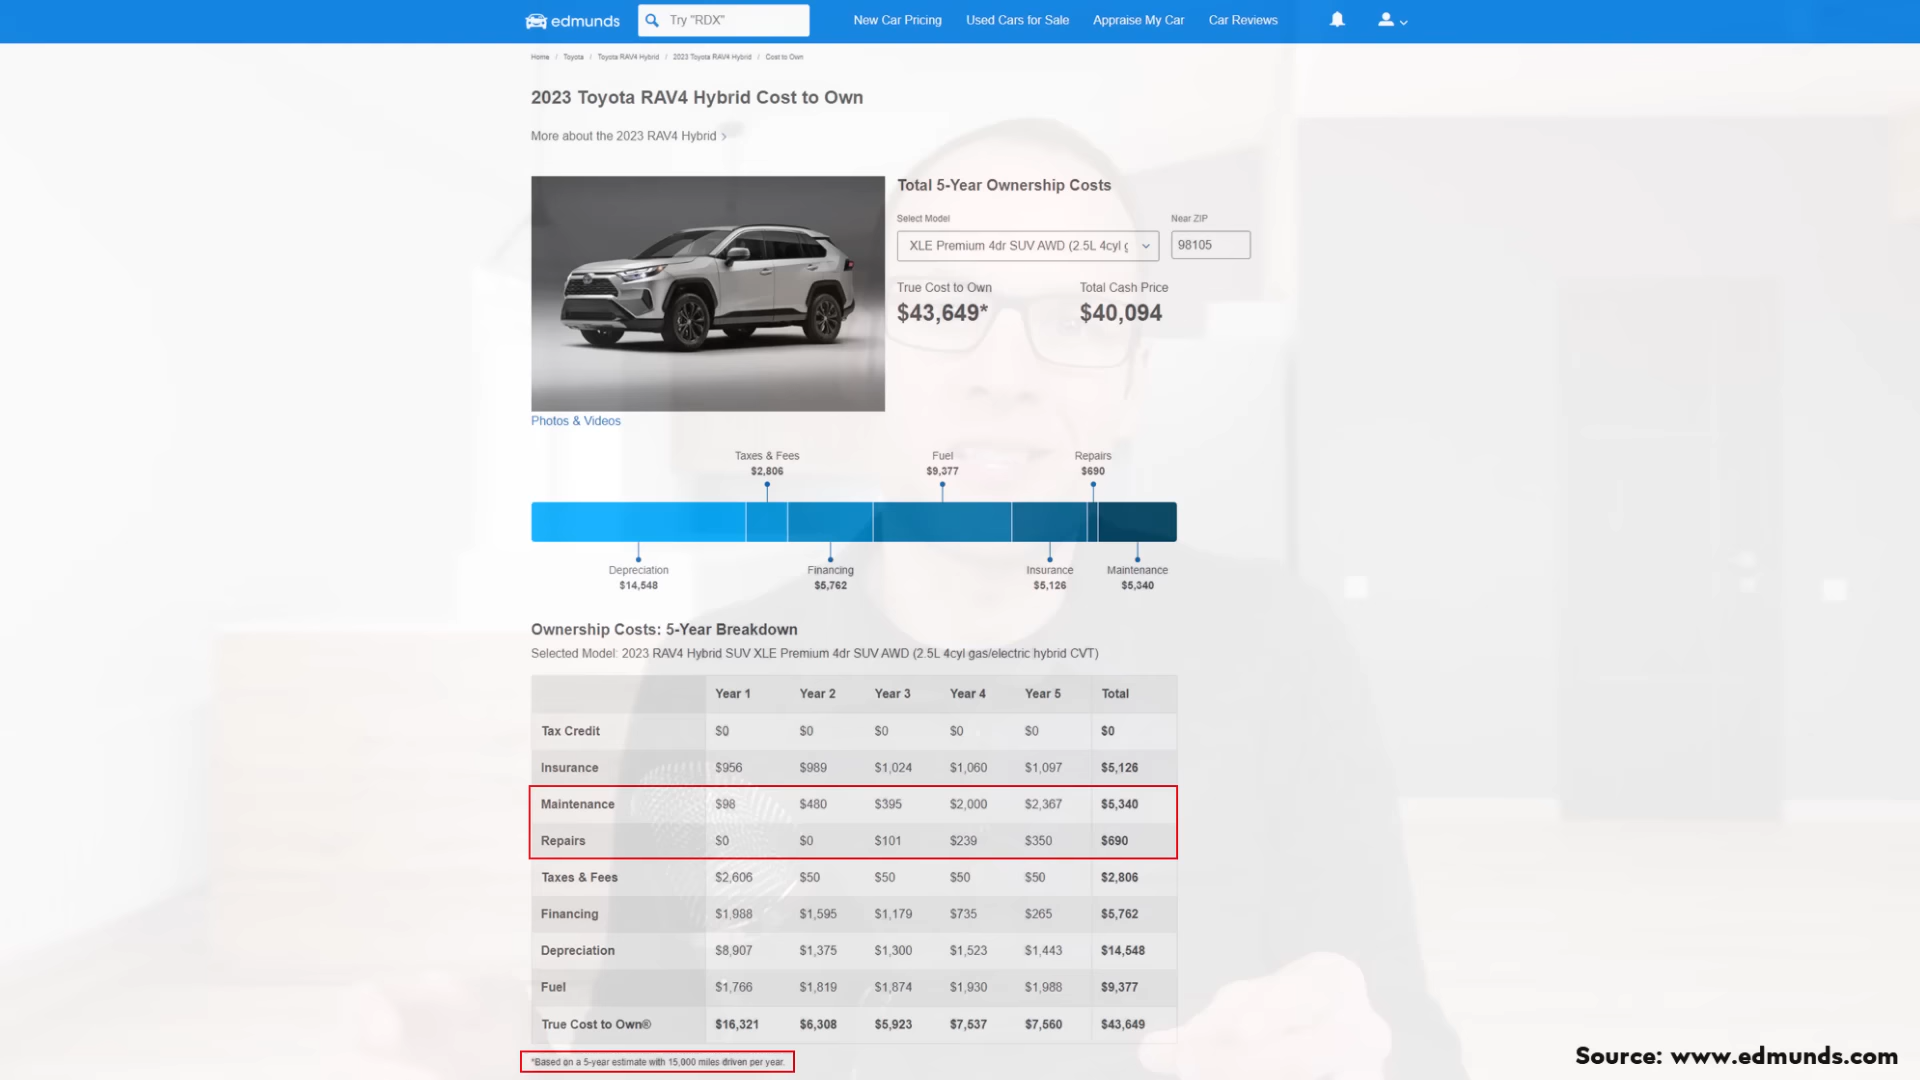 edmunds
Try "RDX"
New Car Pricing Used Cars for Sale Appraise My Car Car Reviews
Home / Toyota / Toyota RAV4 Hybrid / 2023 Toyota RAV4 Hybrid / Cost to Own
2023 Toyota RAV4 Hybrid Cost to Own
More about the 2023 RAV4 Hybrid >
Total 5-Year Ownership Costs
Select Model Near ZIP
XLE Premium 4dr SUV AWD (2.5L 4cyl g 98105
True Cost to Own Total Cash Price
$43,649* $40,094
Photos & Videos
Taxes & Fees Fuel Repairs
$2,806 $9,377 $690
Depreciation Financing Insurance Maintenance
$14,548 $5,762 $5,126 $5,340
Ownership Costs: 5-Year Breakdown
Selected Model: 2023 RAV4 Hybrid SUV XLE Premium 4dr SUV AWD (2.5L 4cyl gas/electric hybrid CVT)
Year 1 Year 2 Year 3 Year 4 Year 5 Total
Tax Credit $0 $0 $0 $0 $0 $0
Insurance $956 $989 $1,024 $1,060 $1,097 $5,126
Maintenance $98 $480 $395 $2,000 $2,367 $5,340
Repairs $0 $0 $101 $239 $350 $690
Taxes & Fees $2,606 $50 $50 $50 $50 $2,806
Financing $1,988 $1,595 $1,179 $735 $265 $5,762
Depreciation $8,907 $1,375 $1,300 $1,523 $1,443 $14,548
Fuel $1,766 $1,819 $1,874 $1,930 $1,988 $9,377
True Cost to Own® $16,321 $6,308 $5,923 $7,537 $7,560 $43,649
*Based on a 5-year estimate with 15,000 miles driven per year.
Source: www.edmunds.com